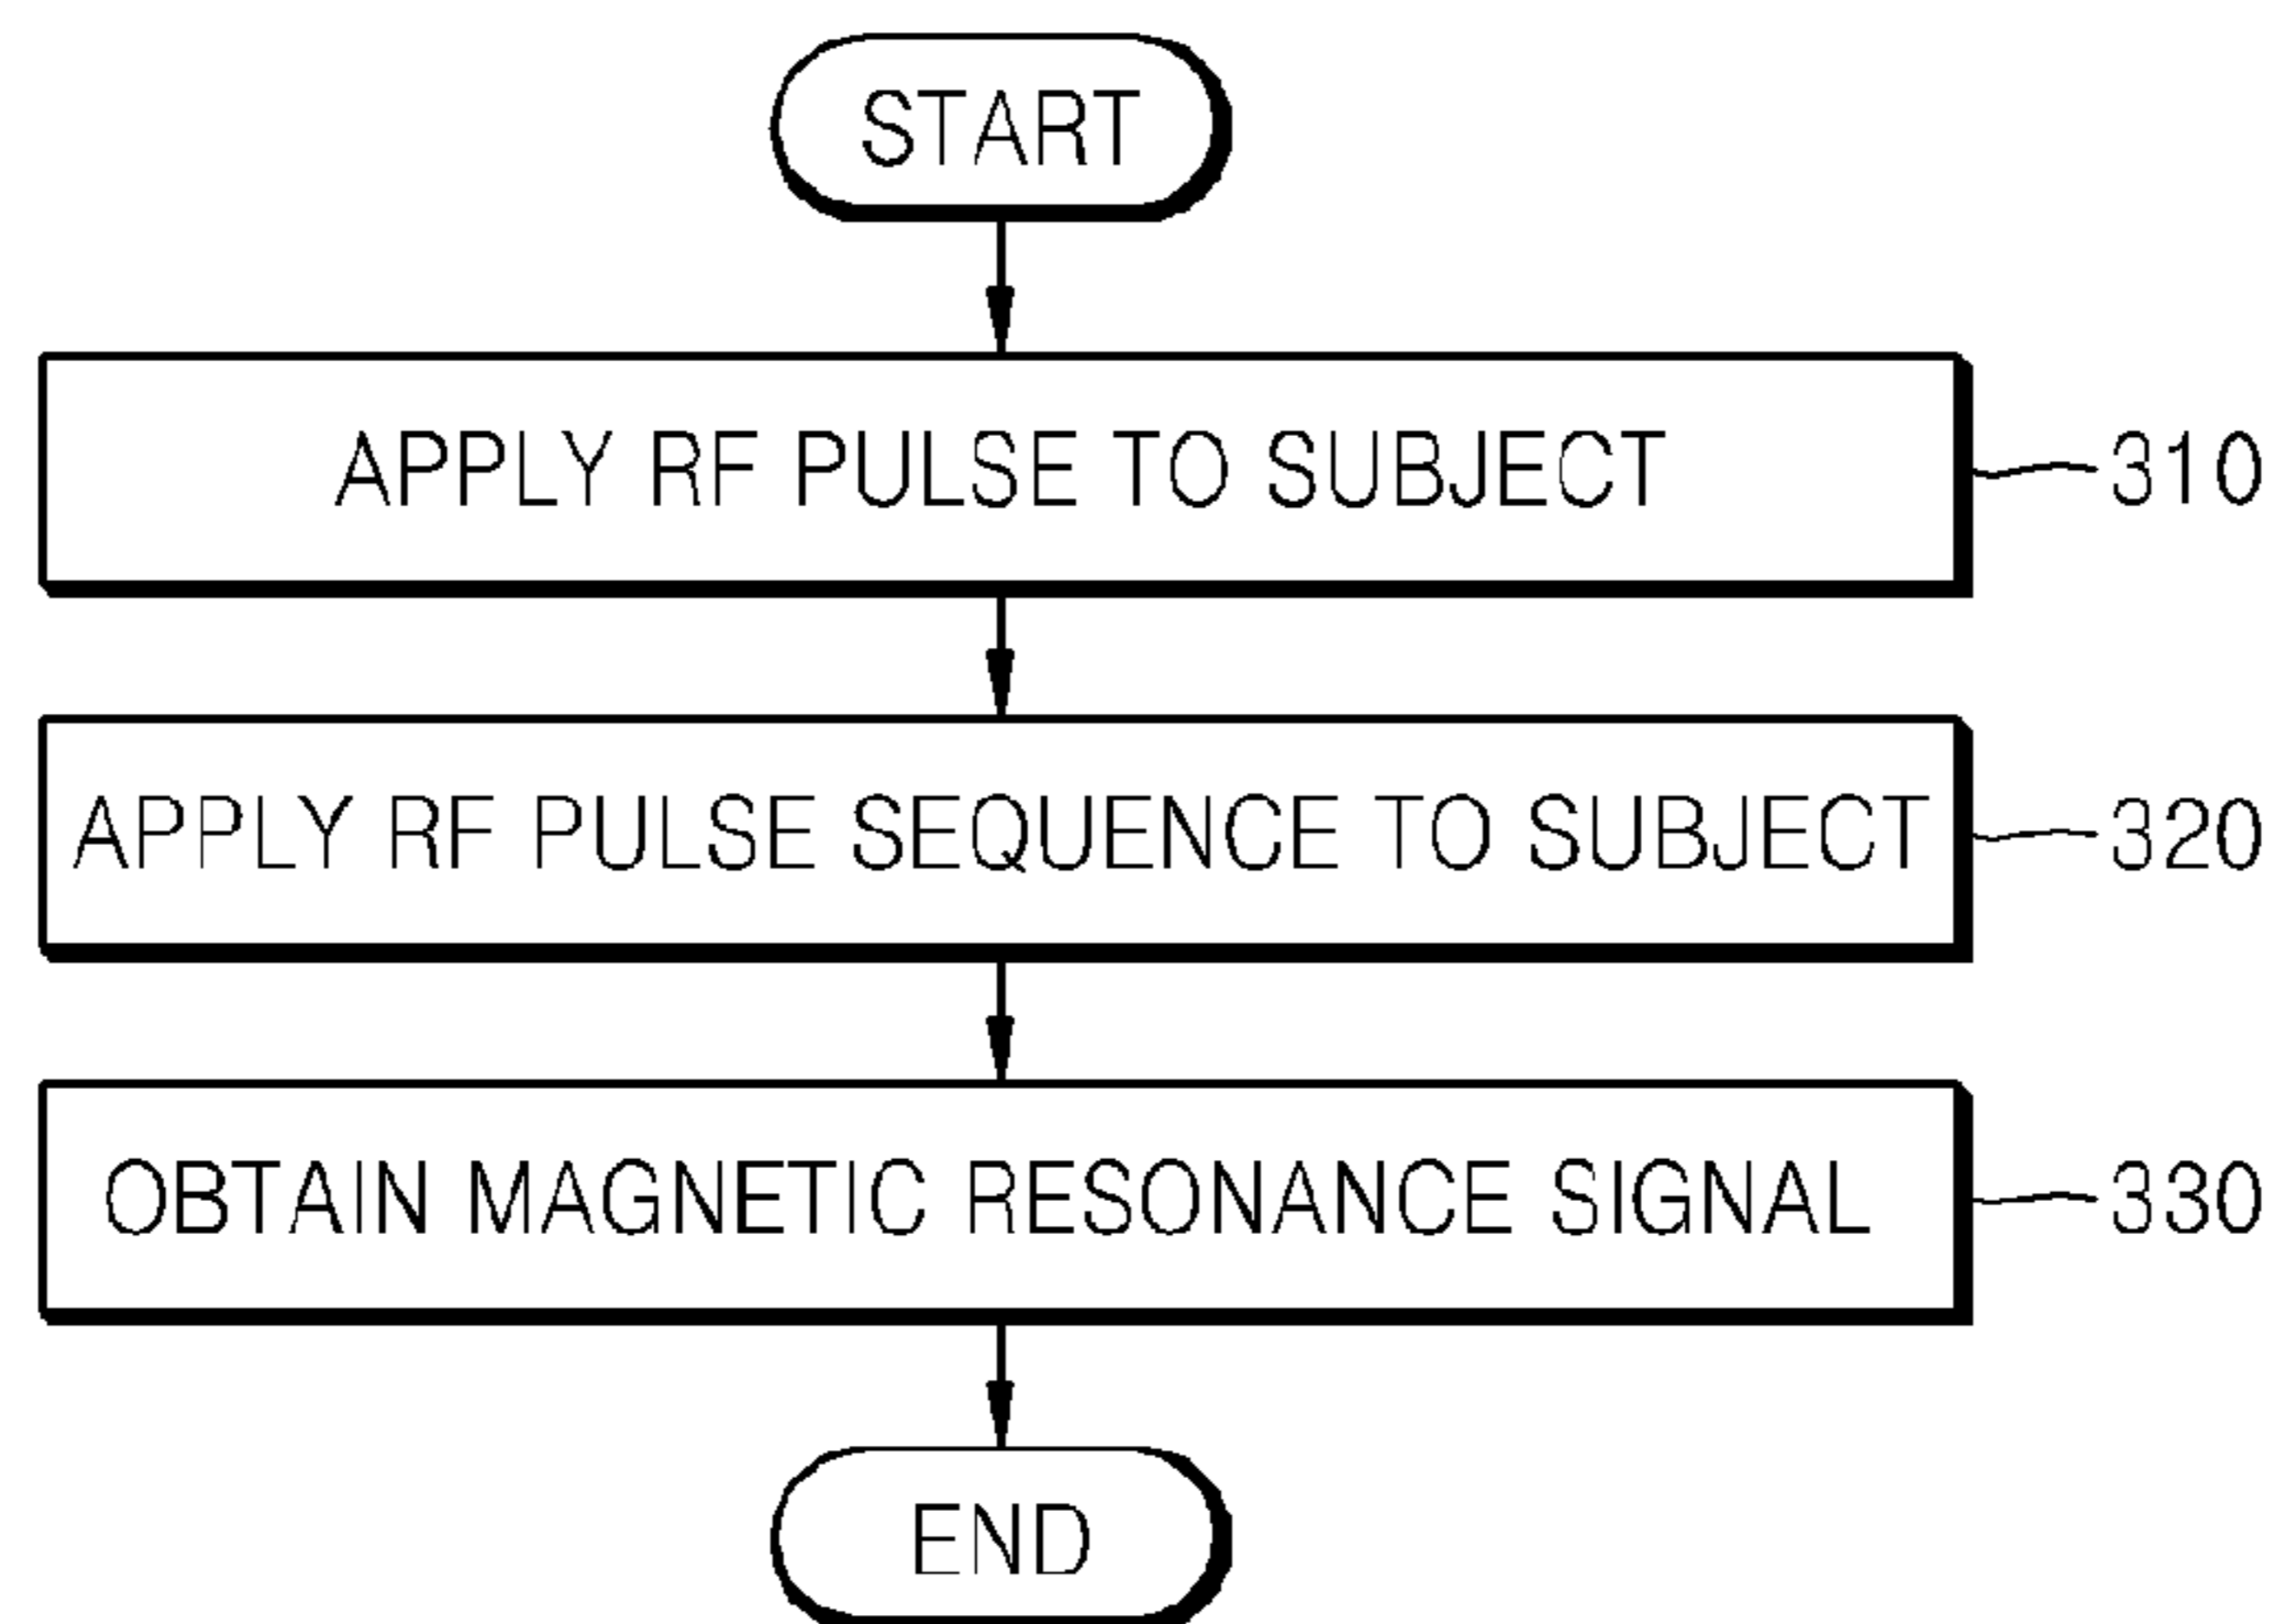 START
APPLY RF PULSE TO SUBJECT
310
APPLY RF PULSE SEQUENCE TO SUBJECT
320
OBTAIN MAGNETIC RESONANCE SIGNAL
330
END